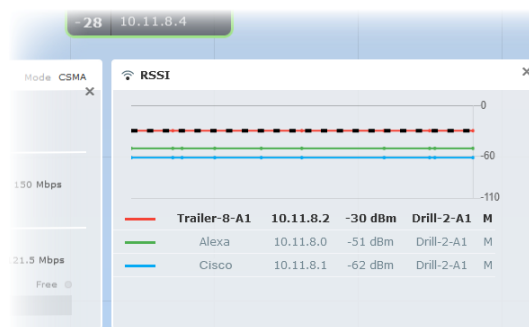 -28 10.11.8.4
Mode CSMA
RSSI
0
-60
150 Mbps
-110
Trailer-8-A1 10.11.8.2 -30 dBm Drill-2-A1 M
Alexa 10.11.8.0 -51 dBm Drill-2-A1 M
Cisco 10.11.8.1 -62 dBm Drill-2-A1 M
21.5 Mbps
Free